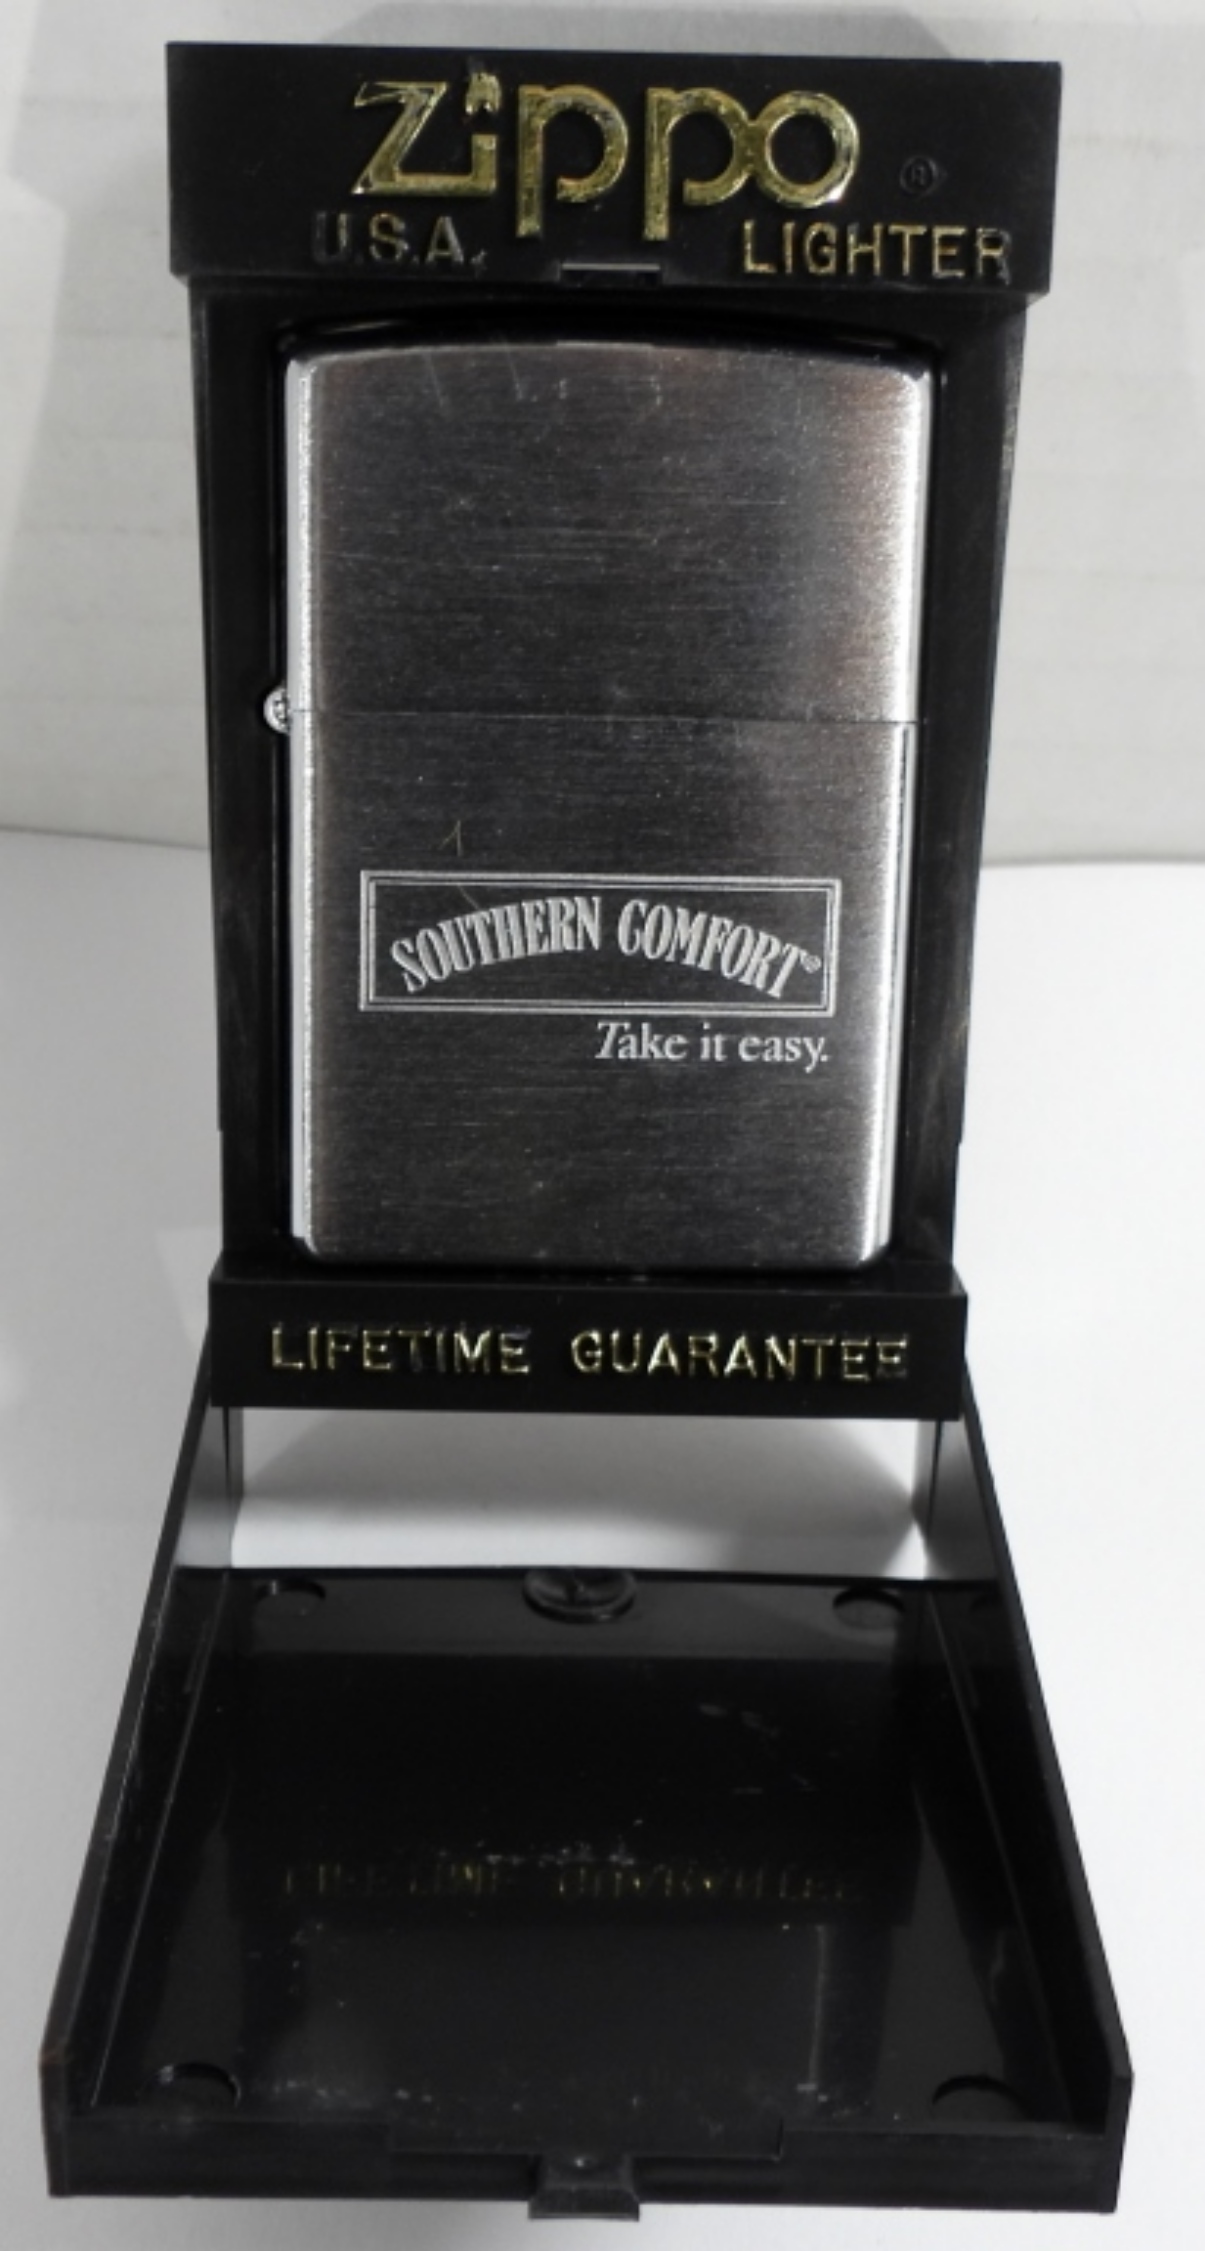 Zippo ®
U.S.A. LIGHTER
SOUTHERN COMFORT®
Take it easy.
LIFETIME GUARANTEE